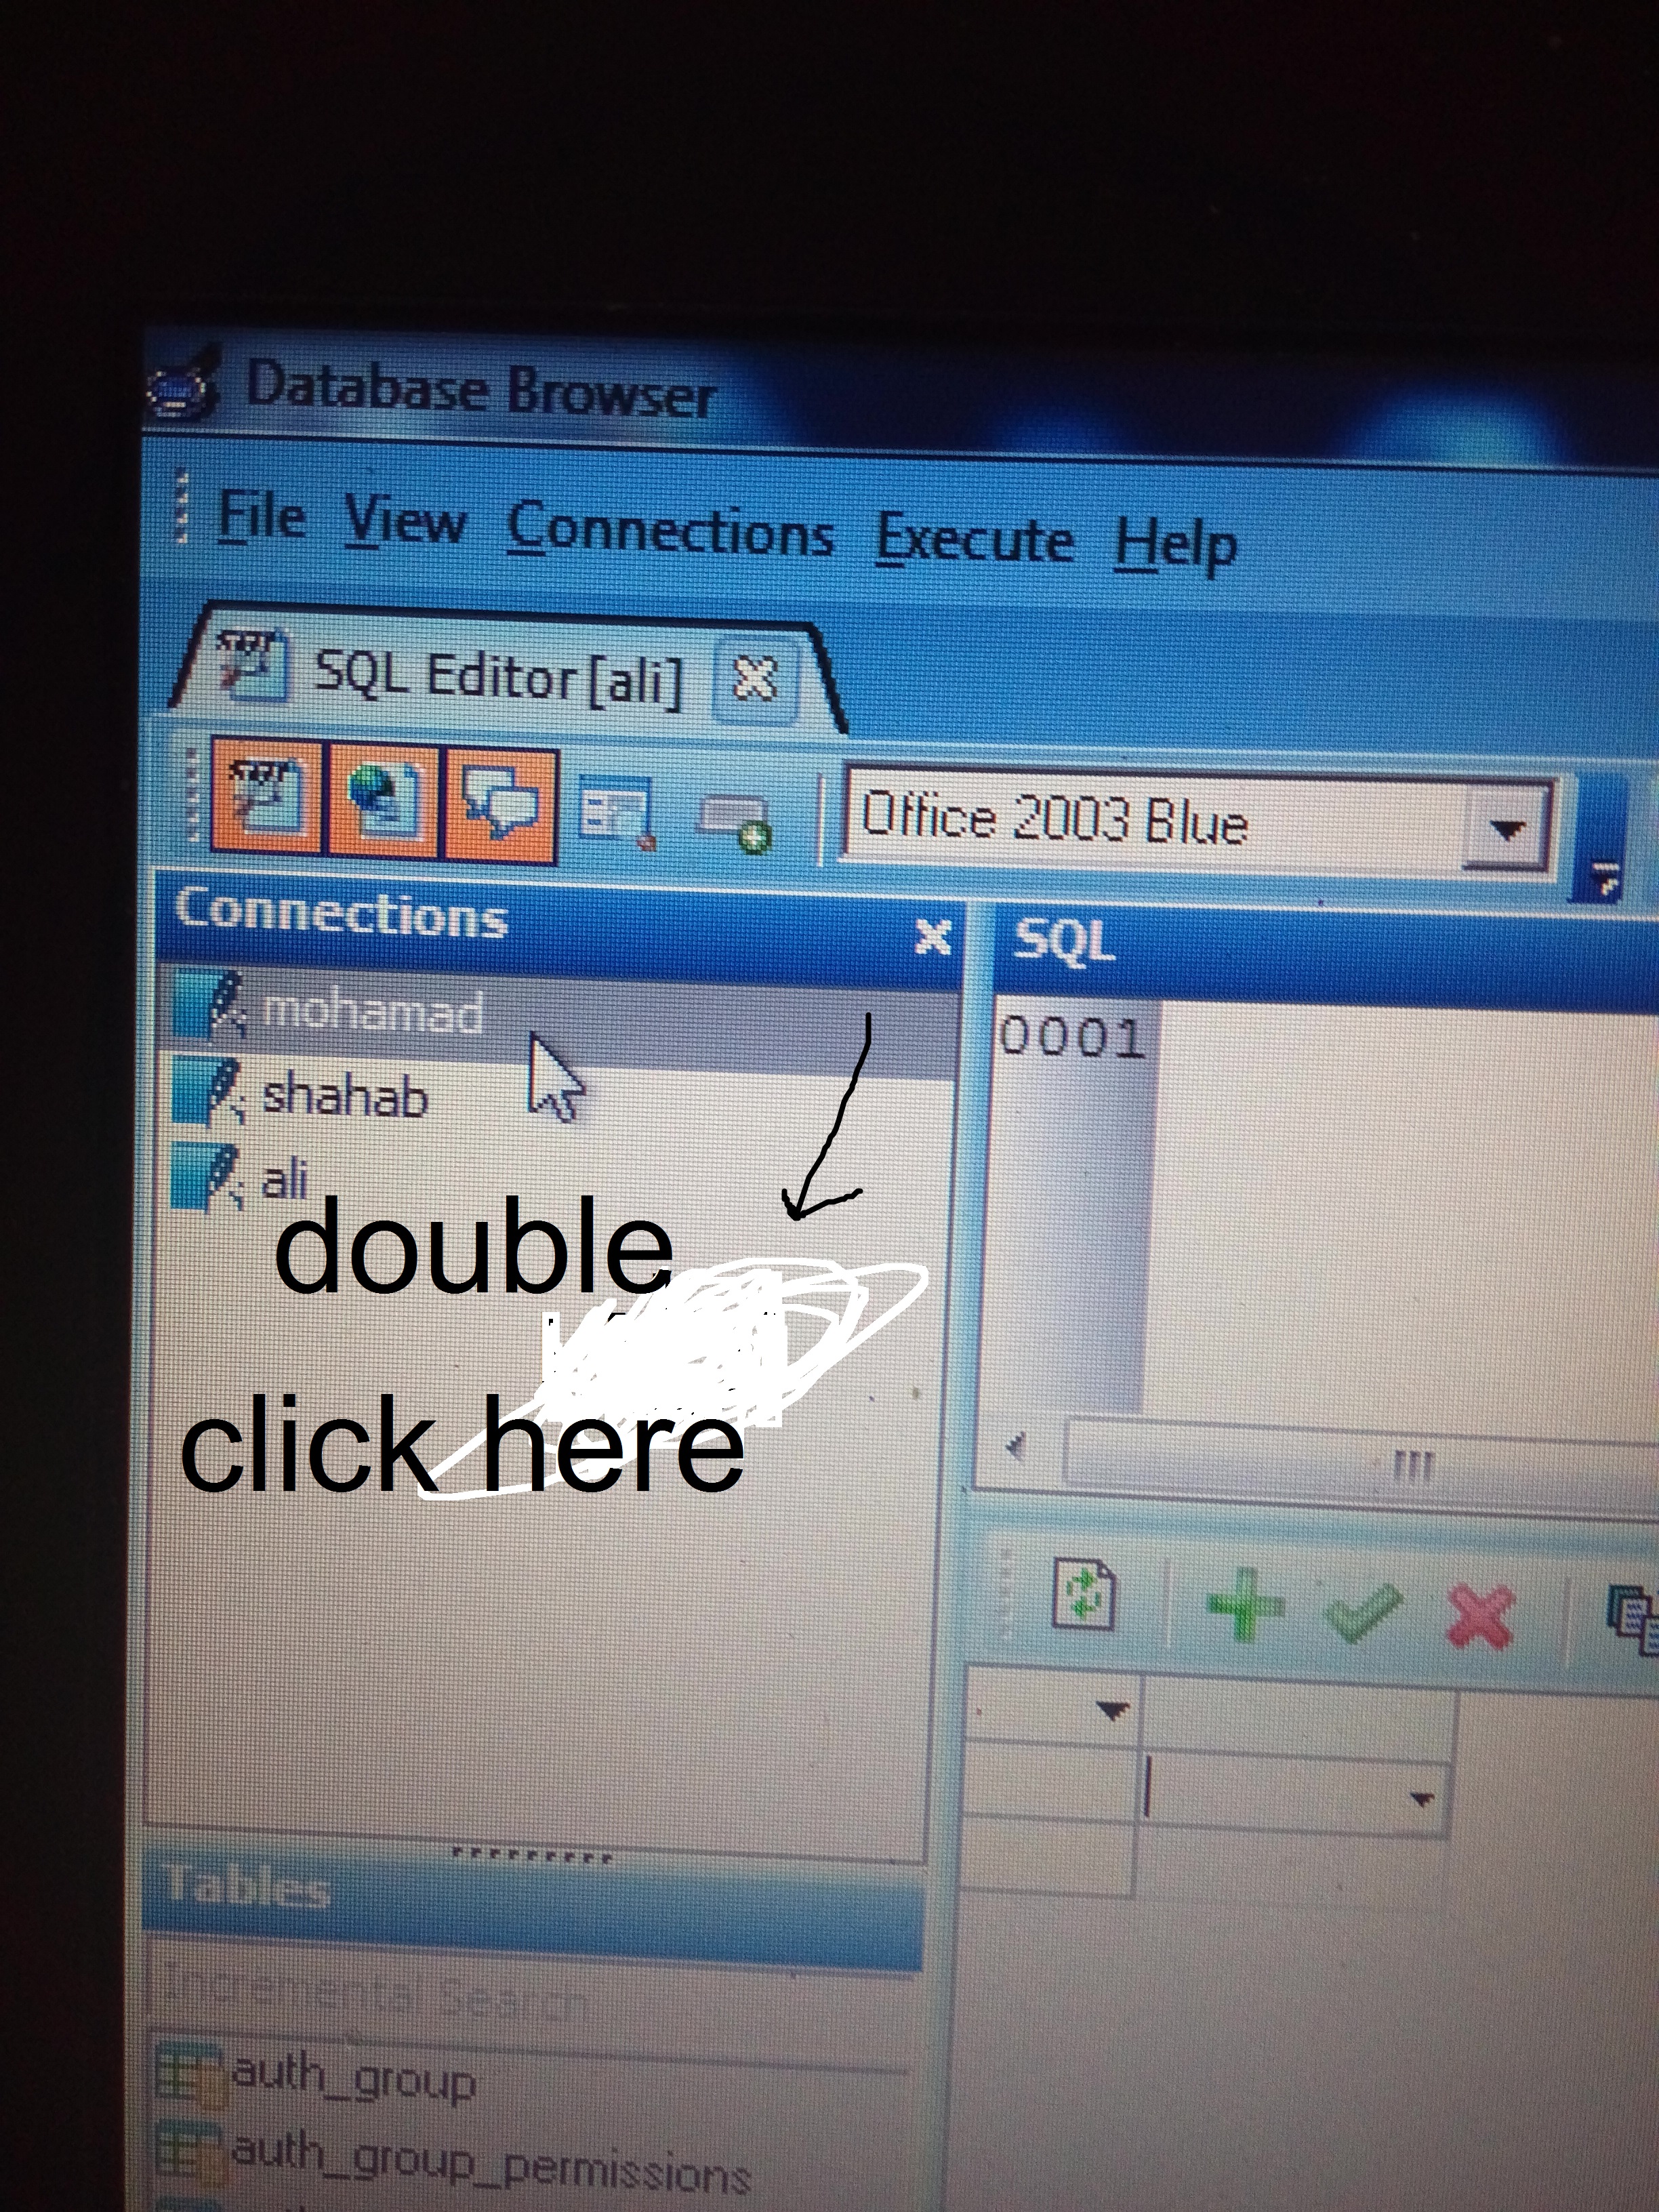 Database Browser
File View Connections Execute Help
SQL Editor [ali]
Office 2003 Blue
Connections
SQL
mohamad
0001
shahab
ali
double
click here
Tables
Incremental Search
auth_group
auth_group_permissions